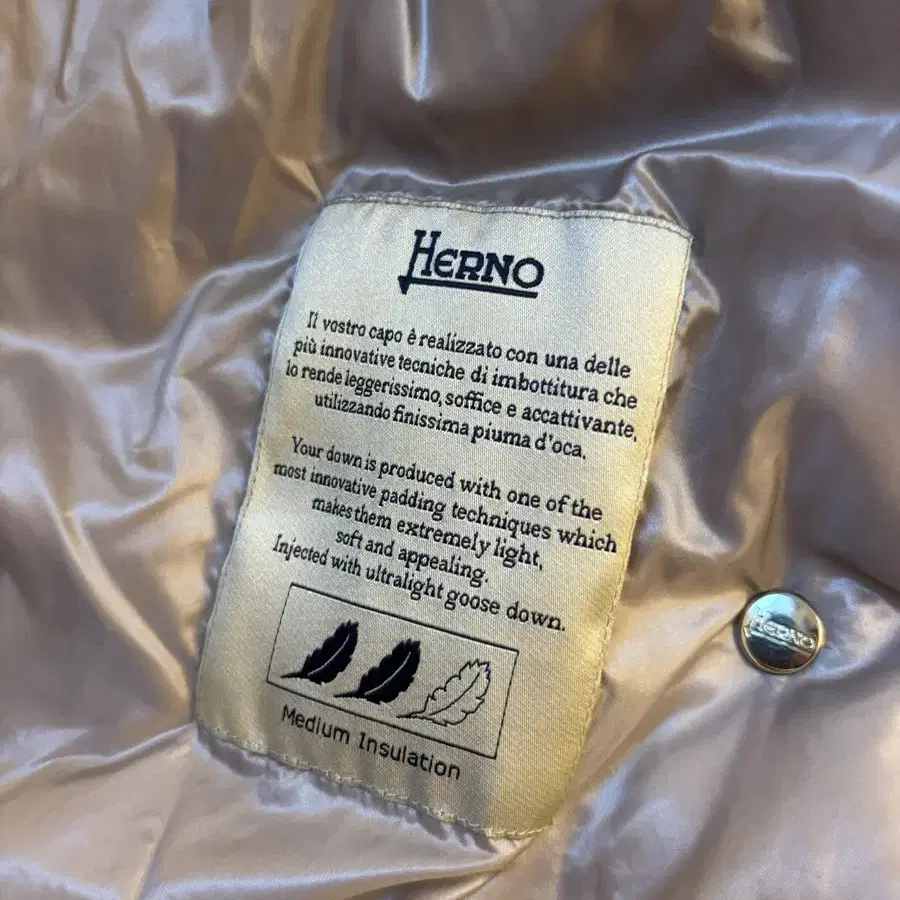 HERNO
Il vostro capo è realizzato con una delle
più innovative tecniche di imbottitura che
lo rende leggerissimo, soffice e accattivante,
utilizzando finissima piuma d'oca.
Your down is produced with one of the
most innovative padding techniques which
makes them extremely light,
soft and appealing.
Injected with ultralight goose down.
Medium Insulation
HERNO